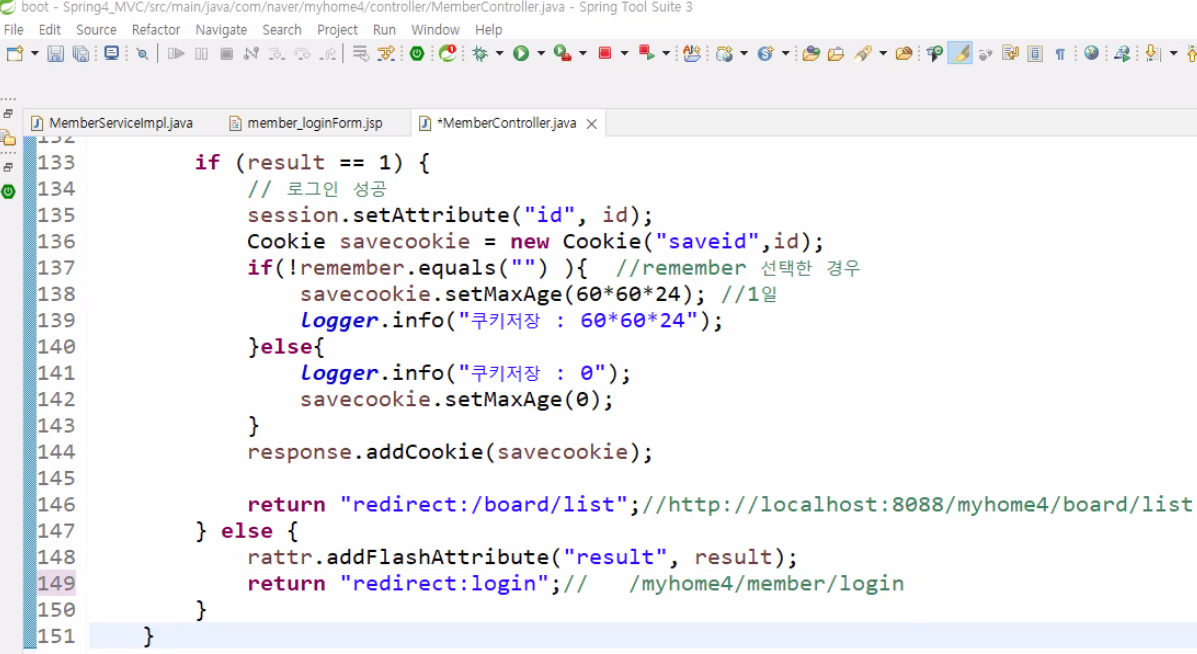 boot - Spring4_MVC/src/main/java/com/naver/myhome4/controller/MemberController.java - Spring Tool Suite 3
File Edit Source Refactor Navigate Search Project Run Window Help
MemberServiceImpl.java member_loginForm.jsp *MemberController.java
132
133 if (result == 1) {
134 // 로그인 성공
135 session.setAttribute("id", id);
136 Cookie savecookie = new Cookie("saveid",id);
137 if(!remember.equals("") ){ //remember 선택한 경우
138 savecookie.setMaxAge(60*60*24); //1일
139 logger.info("쿠키저장 : 60*60*24");
140 }else{
141 logger.info("쿠키저장 : 0");
142 savecookie.setMaxAge(0);
143 }
144 response.addCookie(savecookie);
145
146 return "redirect:/board/list";//http://localhost:8088/myhome4/board/list
147 } else {
148 rattr.addFlashAttribute("result", result);
149 return "redirect:login";// /myhome4/member/login
150 }
151 }